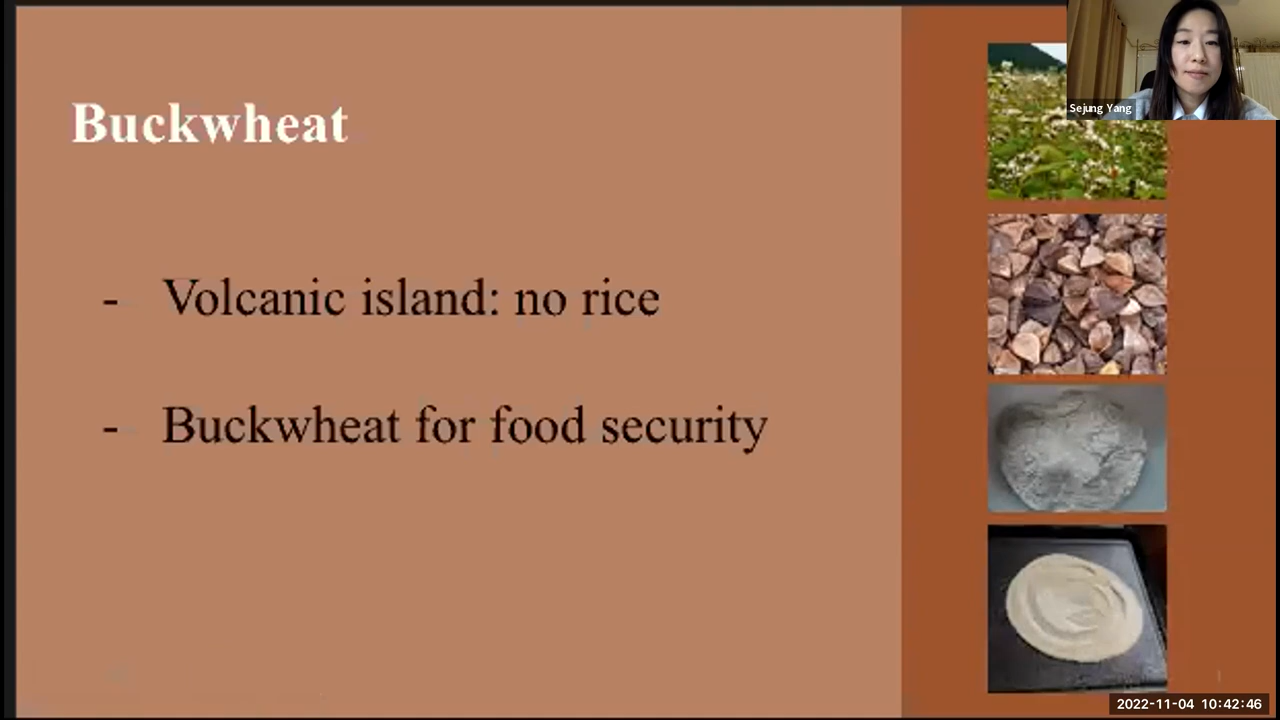 Buckwheat
- Volcanic island: no rice
- Buckwheat for food security
Sejung Yang
2022-11-04 10:42:46